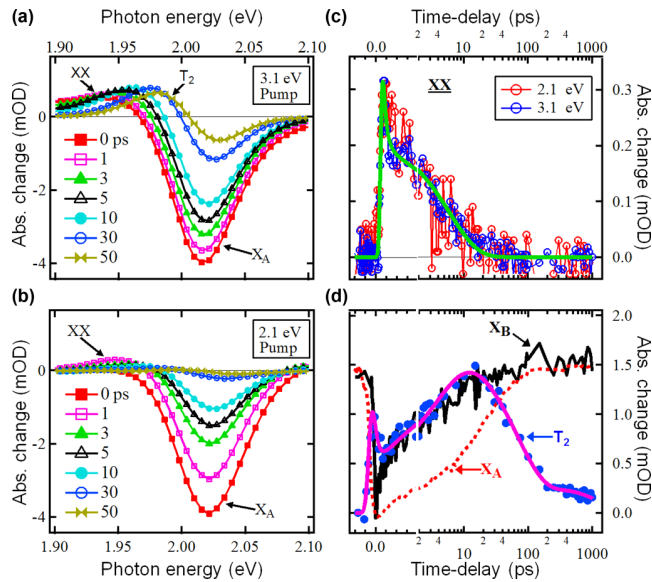 (a)
Photon energy (eV)
1.90 1.95 2.00 2.05 2.10
XX
T2
3.1 eV
Pump
Abs. change (mOD)
0
-2
-4
0 ps
1
3
5
10
30
50
XA
(b)
XX
2.1 eV
Pump
Abs. change (mOD)
0
-2
-4
0 ps
1
3
5
10
30
50
XA
1.90 1.95 2.00 2.05 2.10
Photon energy (eV)
(c)
Time-delay (ps)
0.0 2 4 10 2 4 100 2 4 1000
XX
2.1 eV
3.1 eV
0.3
0.2
0.1
0.0
Abs. change (mOD)
(d)
XB
T2
XA
2.0
1.5
1.0
0.5
0.0
Abs. change (mOD)
0.0 2 4 10 2 4 100 2 4 1000
Time-delay (ps)